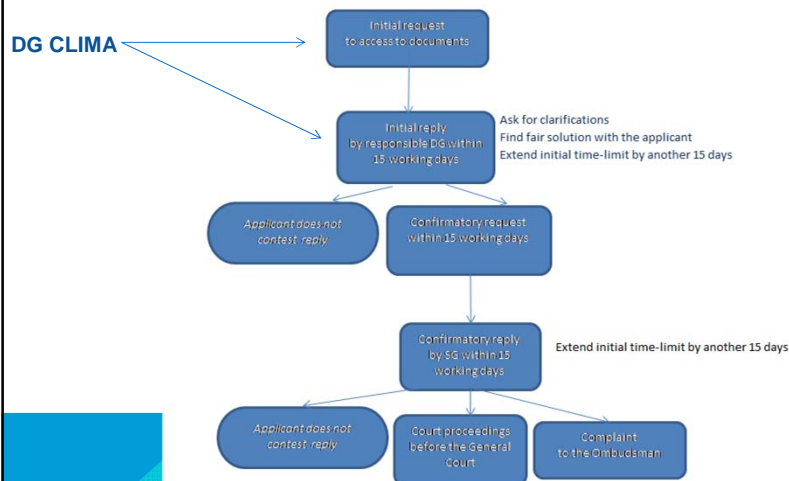 Initial request
to access to documents
DG CLIMA
Initial reply
by responsible DG within
15 working days
Ask for clarifications
Find fair solution with the applicant
Extend initial time-limit by another 15 days
Applicant does not
contest reply
Confirmatory request
within 15 working days
Confirmatory reply
by SG within 15
working days
Extend initial time-limit by another 15 days
Applicant does not
contest reply
Court proceedings
before the General
Court
Complaint
to the Ombudsman